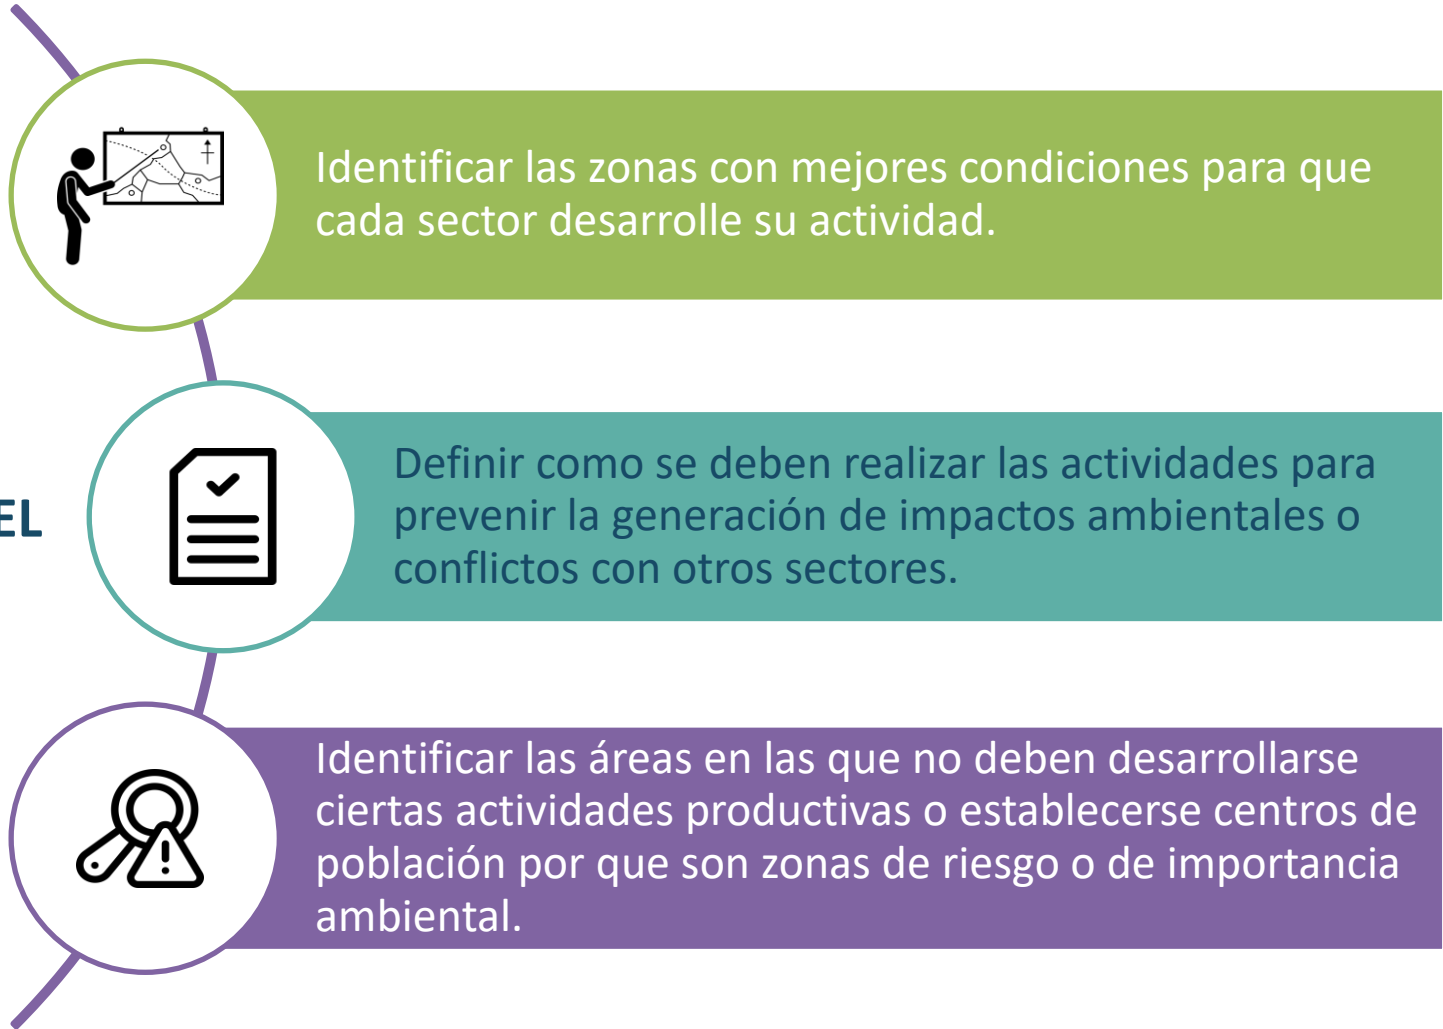 Identificar las zonas con mejores condiciones para que
cada sector desarrolle su actividad.
EL
Definir como se deben realizar las actividades para
prevenir la generación de impactos ambientales o
conflictos con otros sectores.
Identificar las áreas en las que no deben desarrollarse
ciertas actividades productivas o establecerse centros de
población por que son zonas de riesgo o de importancia
ambiental.